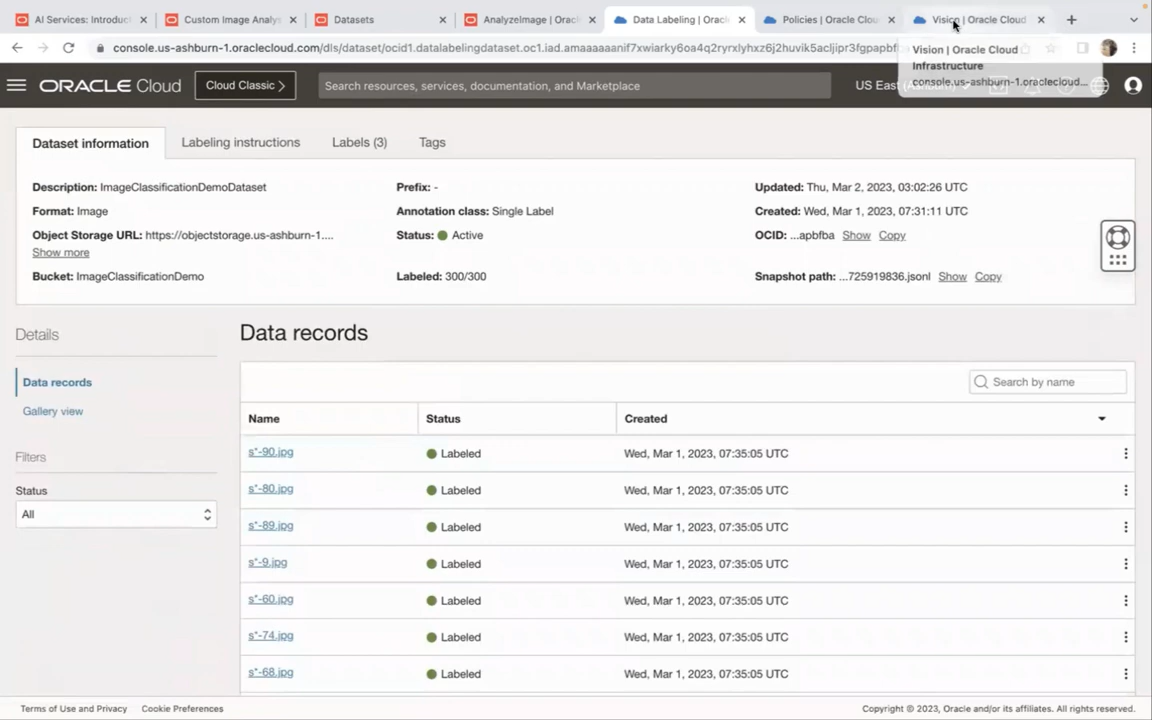 AI Services: Introduc
Custom Image Analys
Datasets
AnalyzeImage | Oracl
Data Labeling | Oracl
Policies | Oracle Clou
Vision | Oracle Cloud
console.us-ashburn-1.oraclecloud.com/dls/dataset/ocid1.datalabelingdataset.oc1.iad.
Vision | Oracle Cloud
Infrastructure
console.us-ashburn-1.oraclecloud...
ORACLE Cloud
Cloud Classic
Search resources, services, documentation, and Marketplace
US East (Ashburn)
Dataset information
Labeling instructions
Labels (3)
Tags
Description: ImageClassificationDemoDataset
Prefix: -
Updated: Thu, Mar 2, 2023, 03:02:26 UTC
Format: Image
Annotation class: Single Label
Created: Wed, Mar 1, 2023, 07:31:11 UTC
Object Storage URL: https://objectstorage.us-ashburn-1....
Status: Active
OCID: ...apbfba Show Copy
Show more
Bucket: ImageClassificationDemo
Labeled: 300/300
Snapshot path: ...725919836.jsonl Show Copy
Details
Data records
Data records
Gallery view
Search by name
Name Status Created
Filters
Status
All
s*-90.jpg Labeled Wed, Mar 1, 2023, 07:35:05 UTC
s*-80.jpg Labeled Wed, Mar 1, 2023, 07:35:05 UTC
s*-89.jpg Labeled Wed, Mar 1, 2023, 07:35:05 UTC
s*-9.jpg Labeled Wed, Mar 1, 2023, 07:35:05 UTC
s*-60.jpg Labeled Wed, Mar 1, 2023, 07:35:05 UTC
s*-74.jpg Labeled Wed, Mar 1, 2023, 07:35:05 UTC
s*-68.jpg Labeled Wed, Mar 1, 2023, 07:35:05 UTC
Terms of Use and Privacy
Cookie Preferences
Copyright © 2023, Oracle and/or its affiliates. All rights reserved.